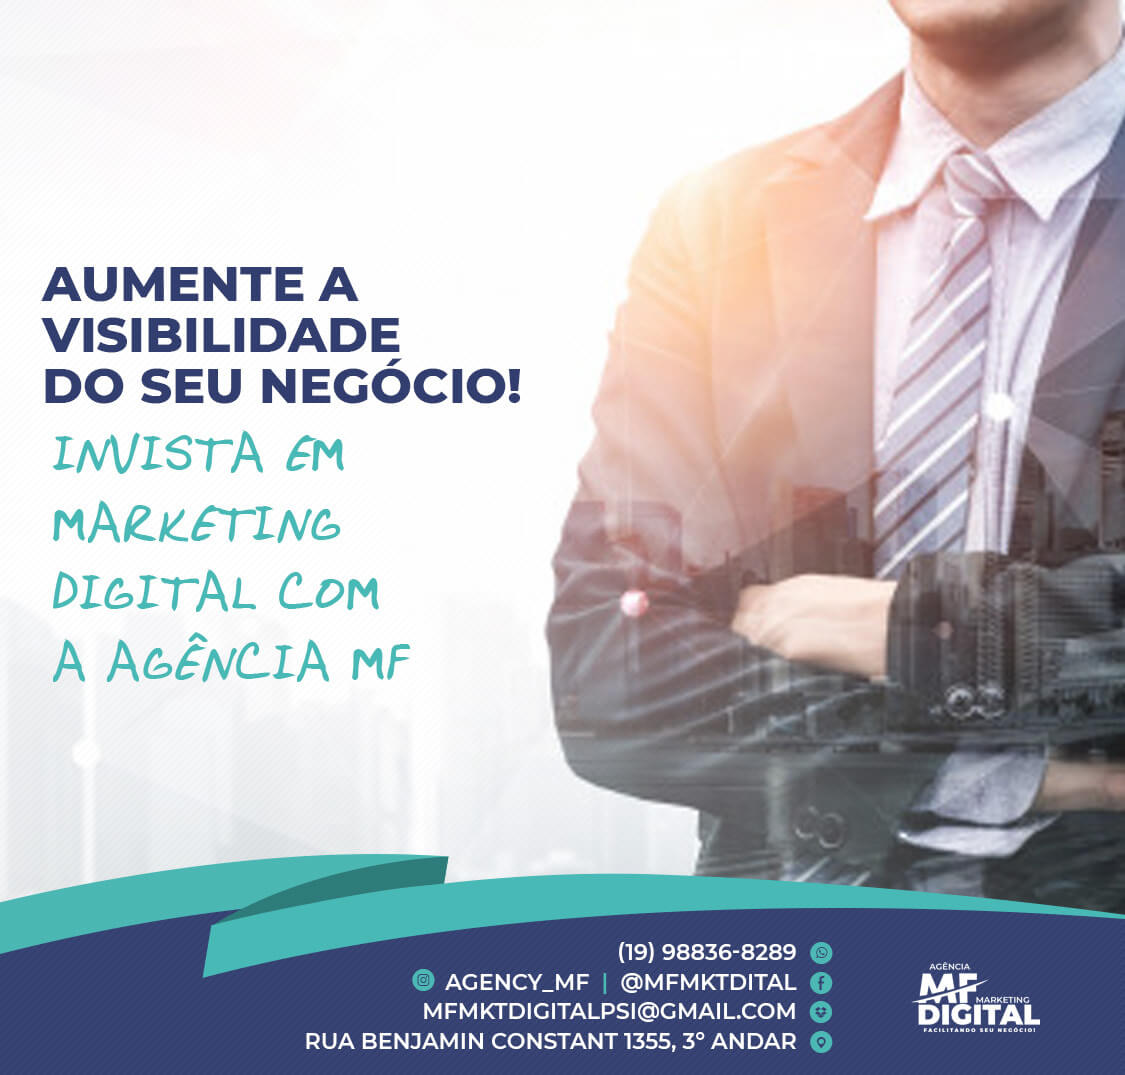 AUMENTE A
VISIBILIDADE
DO SEU NEGÓCIO!
INVISTA EM
MARKETING
DIGITAL COM
A AGÊNCIA MF
(19) 98836-8289
AGENCY_MF | @MFMKTDITAL
MFMKTDIGITALPSI@GMAIL.COM
RUA BENJAMIN CONSTANT 1355, 3º ANDAR
AGÊNCIA
MF
MARKETING
DIGITAL
FACILITANDO SEU NEGÓCIO!